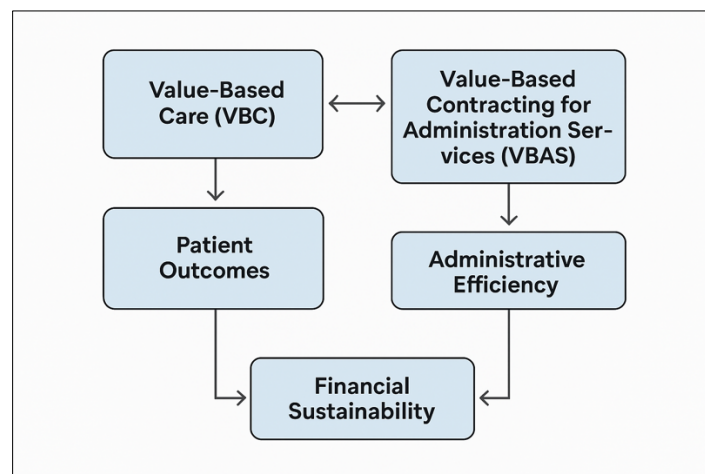 Value-Based
Care (VBC)
Value-Based
Contracting for
Administration Ser-
vices (VBAS)
Patient
Outcomes
Administrative
Efficiency
Financial
Sustainability